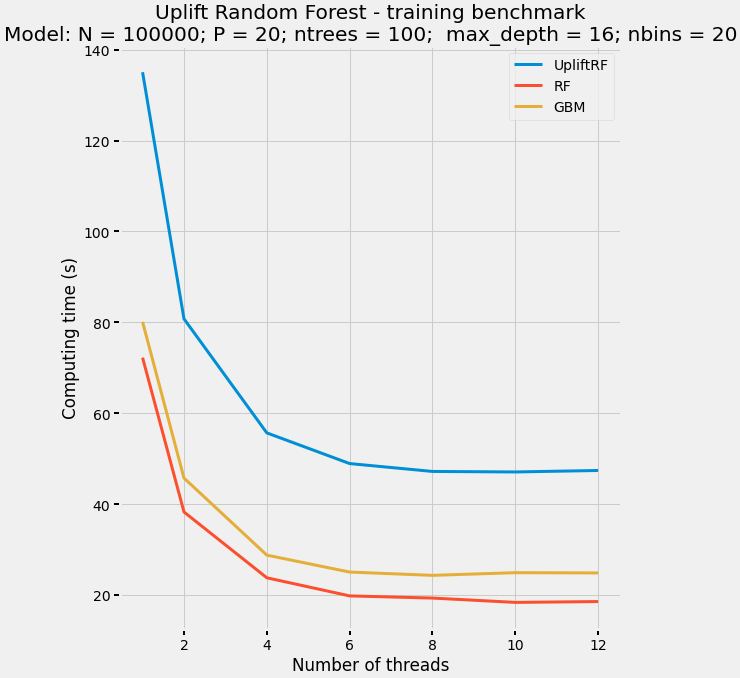 Uplift Random Forest - training benchmark
Model: N = 100000; P = 20; ntrees = 100;  max_depth = 16; nbins = 20
UpliftRF
RF
GBM
Computing time (s)
140
120
100
80
60
40
20
2 4 6 8 10 12
Number of threads